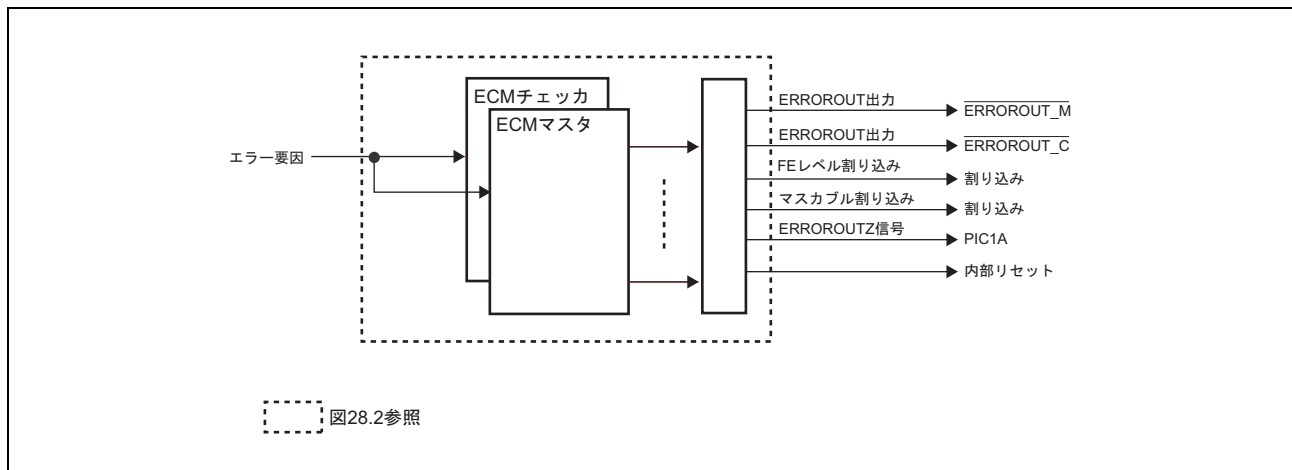 ECMチェッカ
ECMマスタ
エラー要因
ERROROUT出力
ERROROUT_M
ERROROUT出力
ERROROUT_C
FEレベル割り込み
割り込み
マスカブル割り込み
割り込み
ERROROUTZ信号
PIC1A
内部リセット
図28.2参照